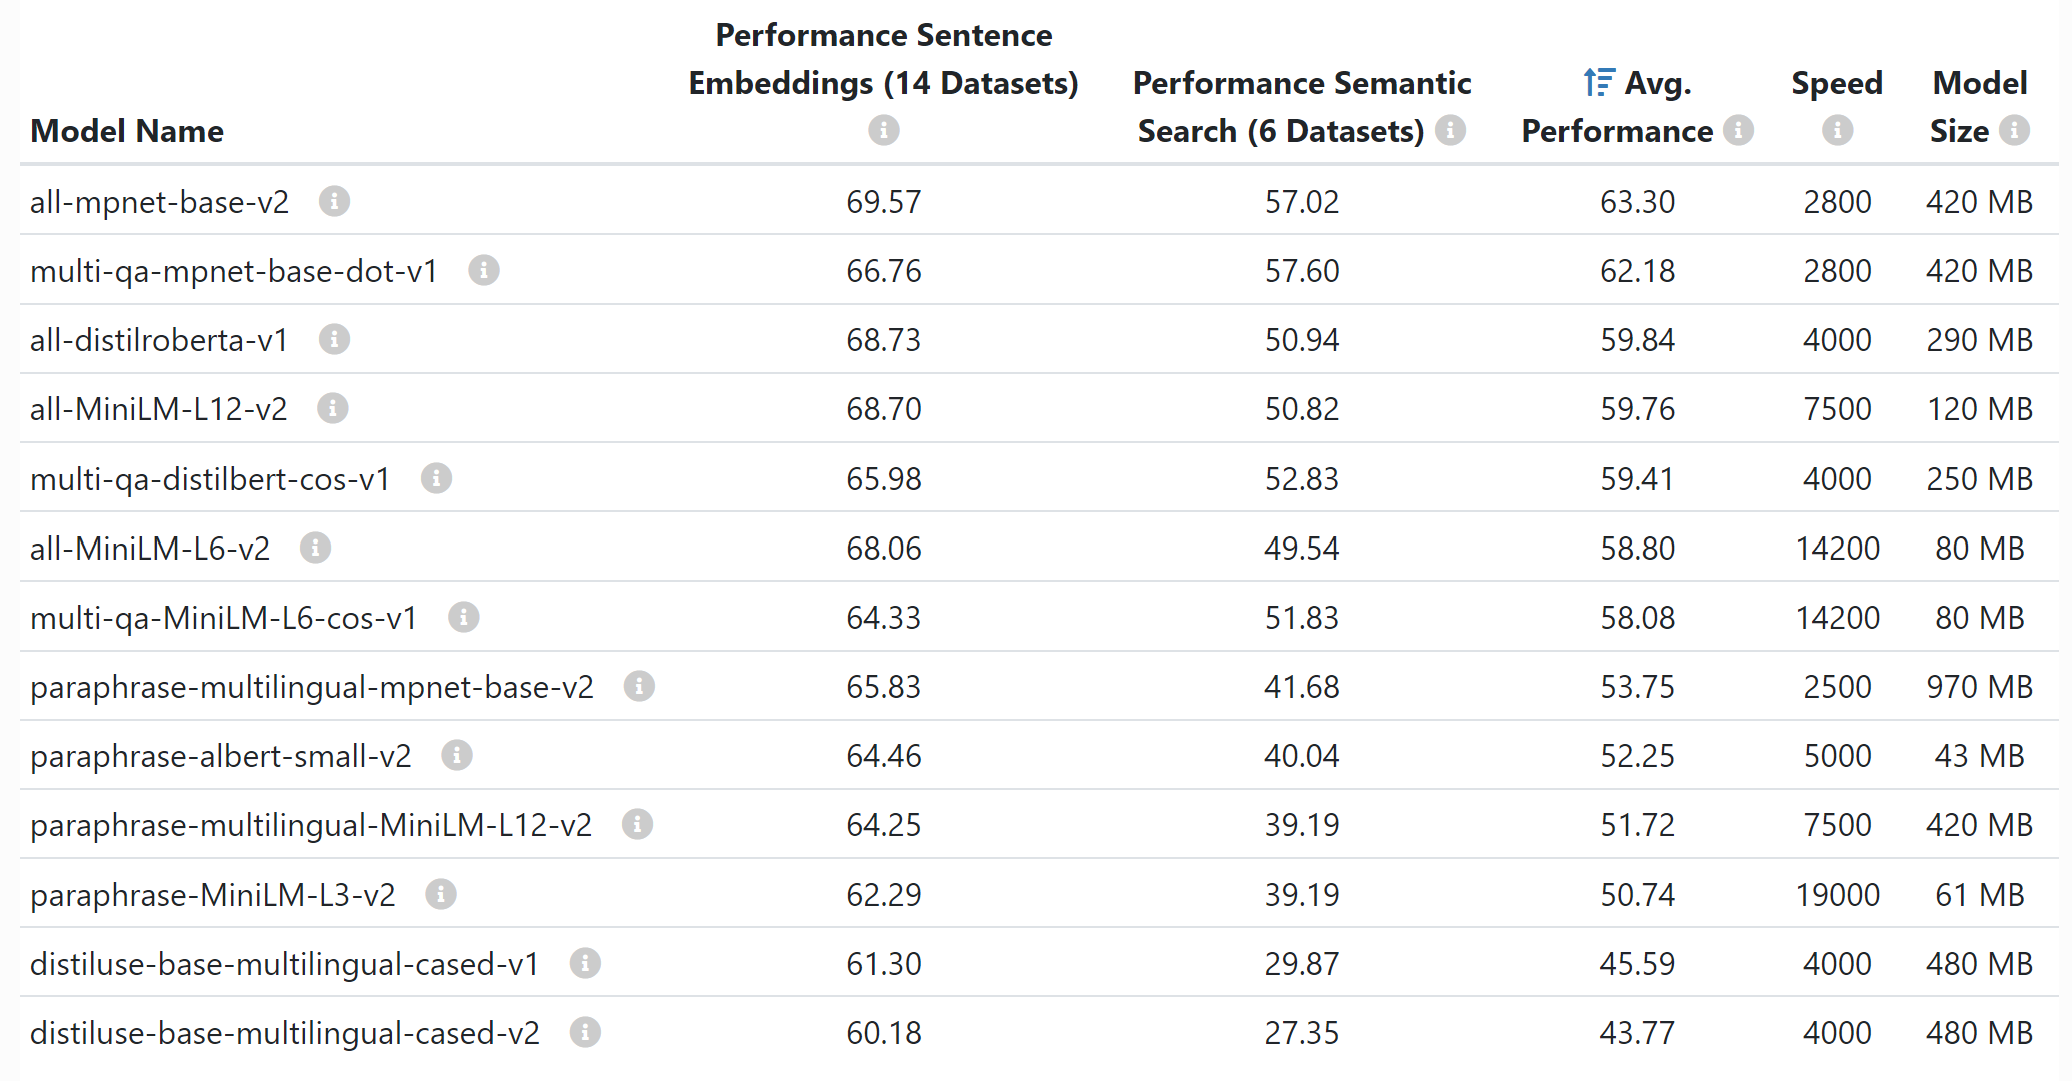 Model Name Performance Sentence Embeddings (14 Datasets) Performance Semantic Search (6 Datasets) Avg. Performance Speed Model Size
all-mpnet-base-v2 69.57 57.02 63.30 2800 420 MB
multi-qa-mpnet-base-dot-v1 66.76 57.60 62.18 2800 420 MB
all-distilroberta-v1 68.73 50.94 59.84 4000 290 MB
all-MiniLM-L12-v2 68.70 50.82 59.76 7500 120 MB
multi-qa-distilbert-cos-v1 65.98 52.83 59.41 4000 250 MB
all-MiniLM-L6-v2 68.06 49.54 58.80 14200 80 MB
multi-qa-MiniLM-L6-cos-v1 64.33 51.83 58.08 14200 80 MB
paraphrase-multilingual-mpnet-base-v2 65.83 41.68 53.75 2500 970 MB
paraphrase-albert-small-v2 64.46 40.04 52.25 5000 43 MB
paraphrase-multilingual-MiniLM-L12-v2 64.25 39.19 51.72 7500 420 MB
paraphrase-MiniLM-L3-v2 62.29 39.19 50.74 19000 61 MB
distiluse-base-multilingual-cased-v1 61.30 29.87 45.59 4000 480 MB
distiluse-base-multilingual-cased-v2 60.18 27.35 43.77 4000 480 MB